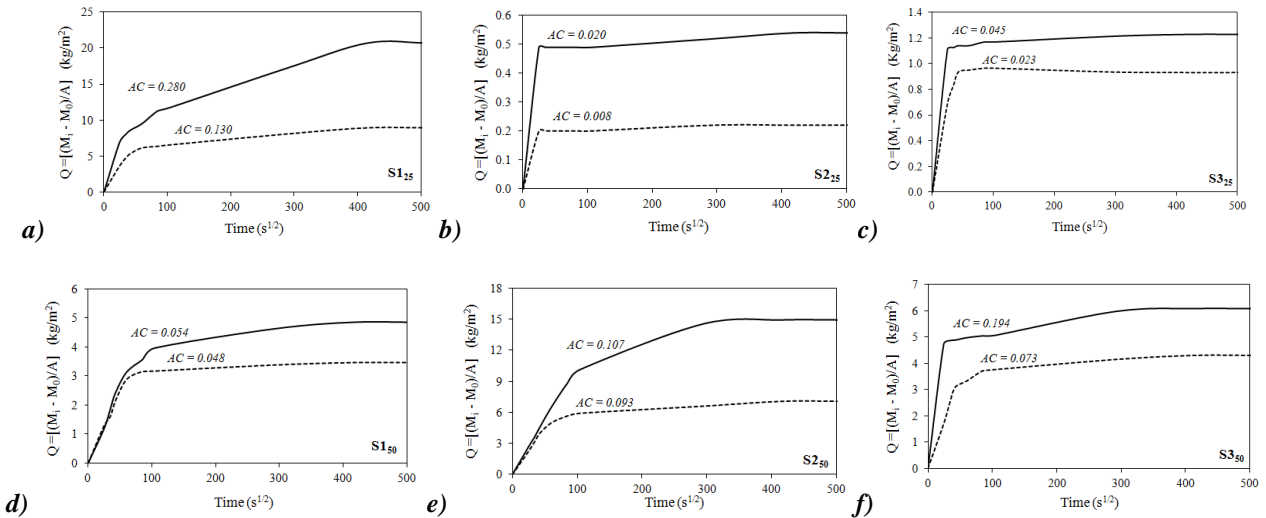 Q =[(Mi - M0)/A] (kg/m²)
25
20
15
10
5
0
AC = 0.280
AC = 0.130
S1₂₅
0 100 200 300 400 500
Time (s^1/2)
a)
Q =[(Mi - M0)/A] (kg/m²)
0.6
0.5
0.4
0.3
0.2
0.1
0.0
AC = 0.020
AC = 0.008
S2₂₅
0 100 200 300 400 500
Time (s^1/2)
b)
Q =[(Mi - M0)/A] (Kg/m²)
1.2
1.0
0.8
0.6
0.4
0.2
0.0
1.4
AC = 0.045
AC = 0.023
S3₂₅
0 100 200 300 400 500
Time (s^1/2)
c)
Q =[(Mi - M0)/A] (kg/m²)
6
5
4
3
2
1
0
AC = 0.054
AC = 0.048
S1₅₀
0 100 200 300 400 500
Time (s^1/2)
d)
Q =[(Mi - M0)/A] (kg/m²)
18
15
12
9
6
3
0
AC = 0.107
AC = 0.093
S2₅₀
0 100 200 300 400 500
Time (s^1/2)
e)
Q =[(Mi - M0)/A] (kg/m²)
7
6
5
4
3
2
1
0
AC = 0.194
AC = 0.073
S3₅₀
0 100 200 300 400 500
Time (s^1/2)
f)